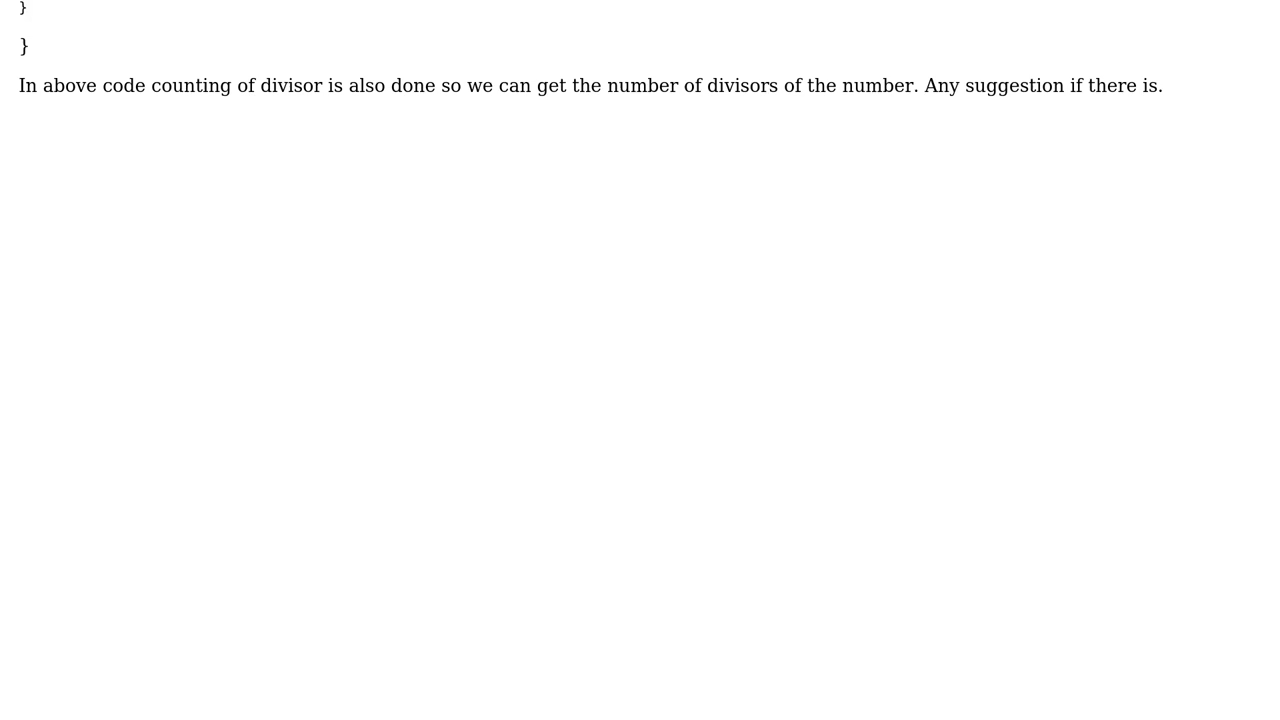 }
}
In above code counting of divisor is also done so we can get the number of divisors of the number. Any suggestion if there is.